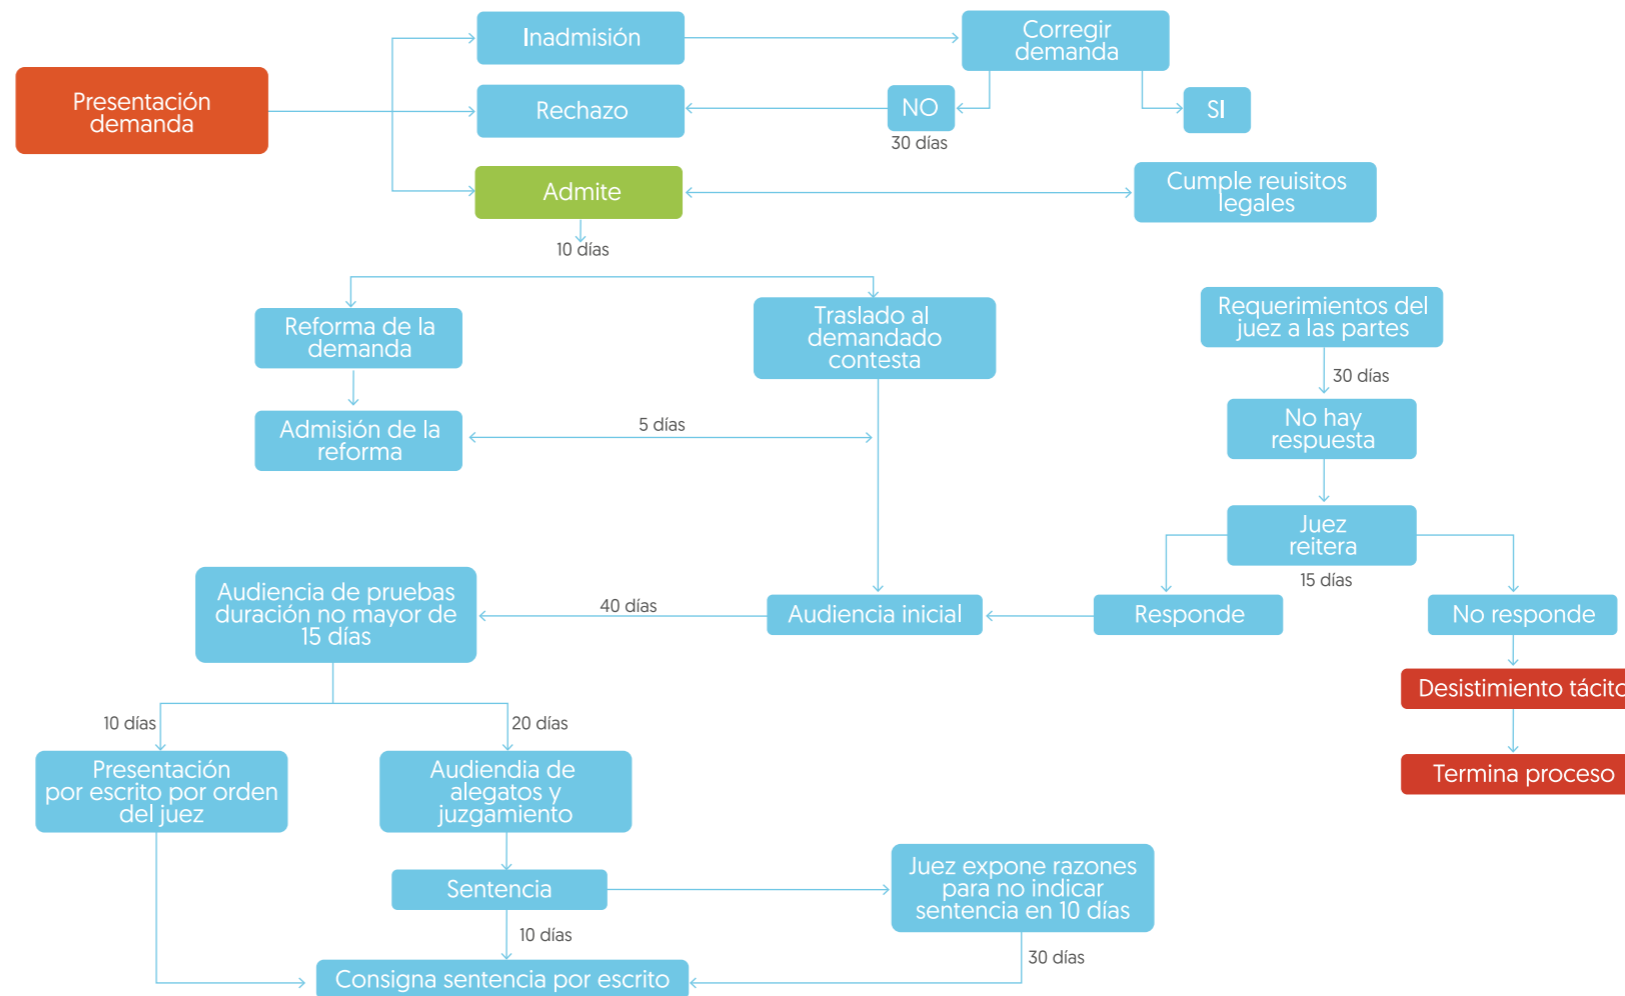 Inadmisión
Corregir
demanda
Presentación
demanda
Rechazo
NO
SI
30 días
Admite
Cumple reuisitos
legales
10 días
Reforma de la
demanda
Traslado al
demandado
contesta
Requerimientos del
juez a las partes
30 días
Admisión de la
reforma
5 días
No hay
respuesta
Juez
reitera
15 días
Audiencia de pruebas
duración no mayor de
15 días
40 días
Audiencia inicial
Responde
No responde
Desistimiento tácito
Termina proceso
10 días
20 días
Presentación
por escrito por orden
del juez
Audiendia de
alegatos y
juzgamiento
Sentencia
Juez expone razones
para no indicar
sentencia en 10 días
10 días
30 días
Consigna sentencia por escrito